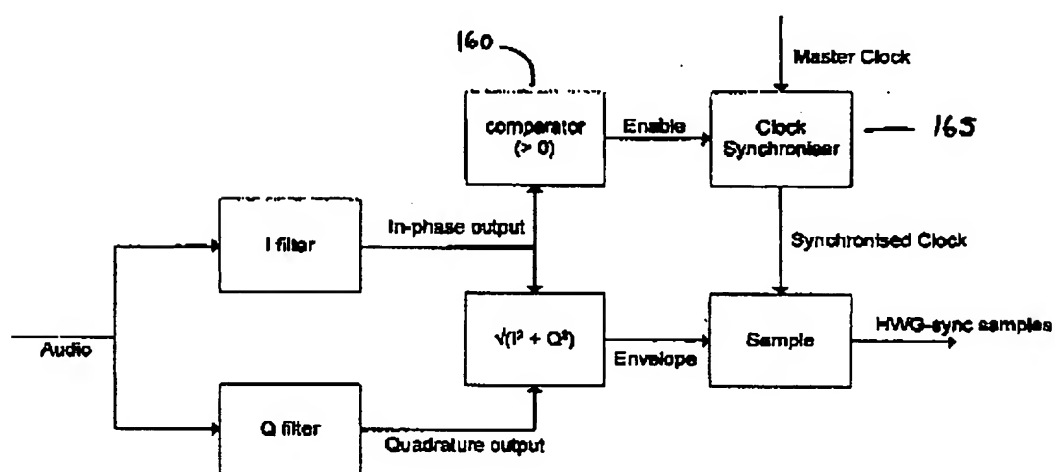 160
Master Clock
comparator
(> 0)
Enable
Clock
Synchroniser
165
I filter
In-phase output
Synchronised Clock
Audio
√(I² + Q²)
Envelope
Sample
HWG-sync samples
Q filter
Quadrature output